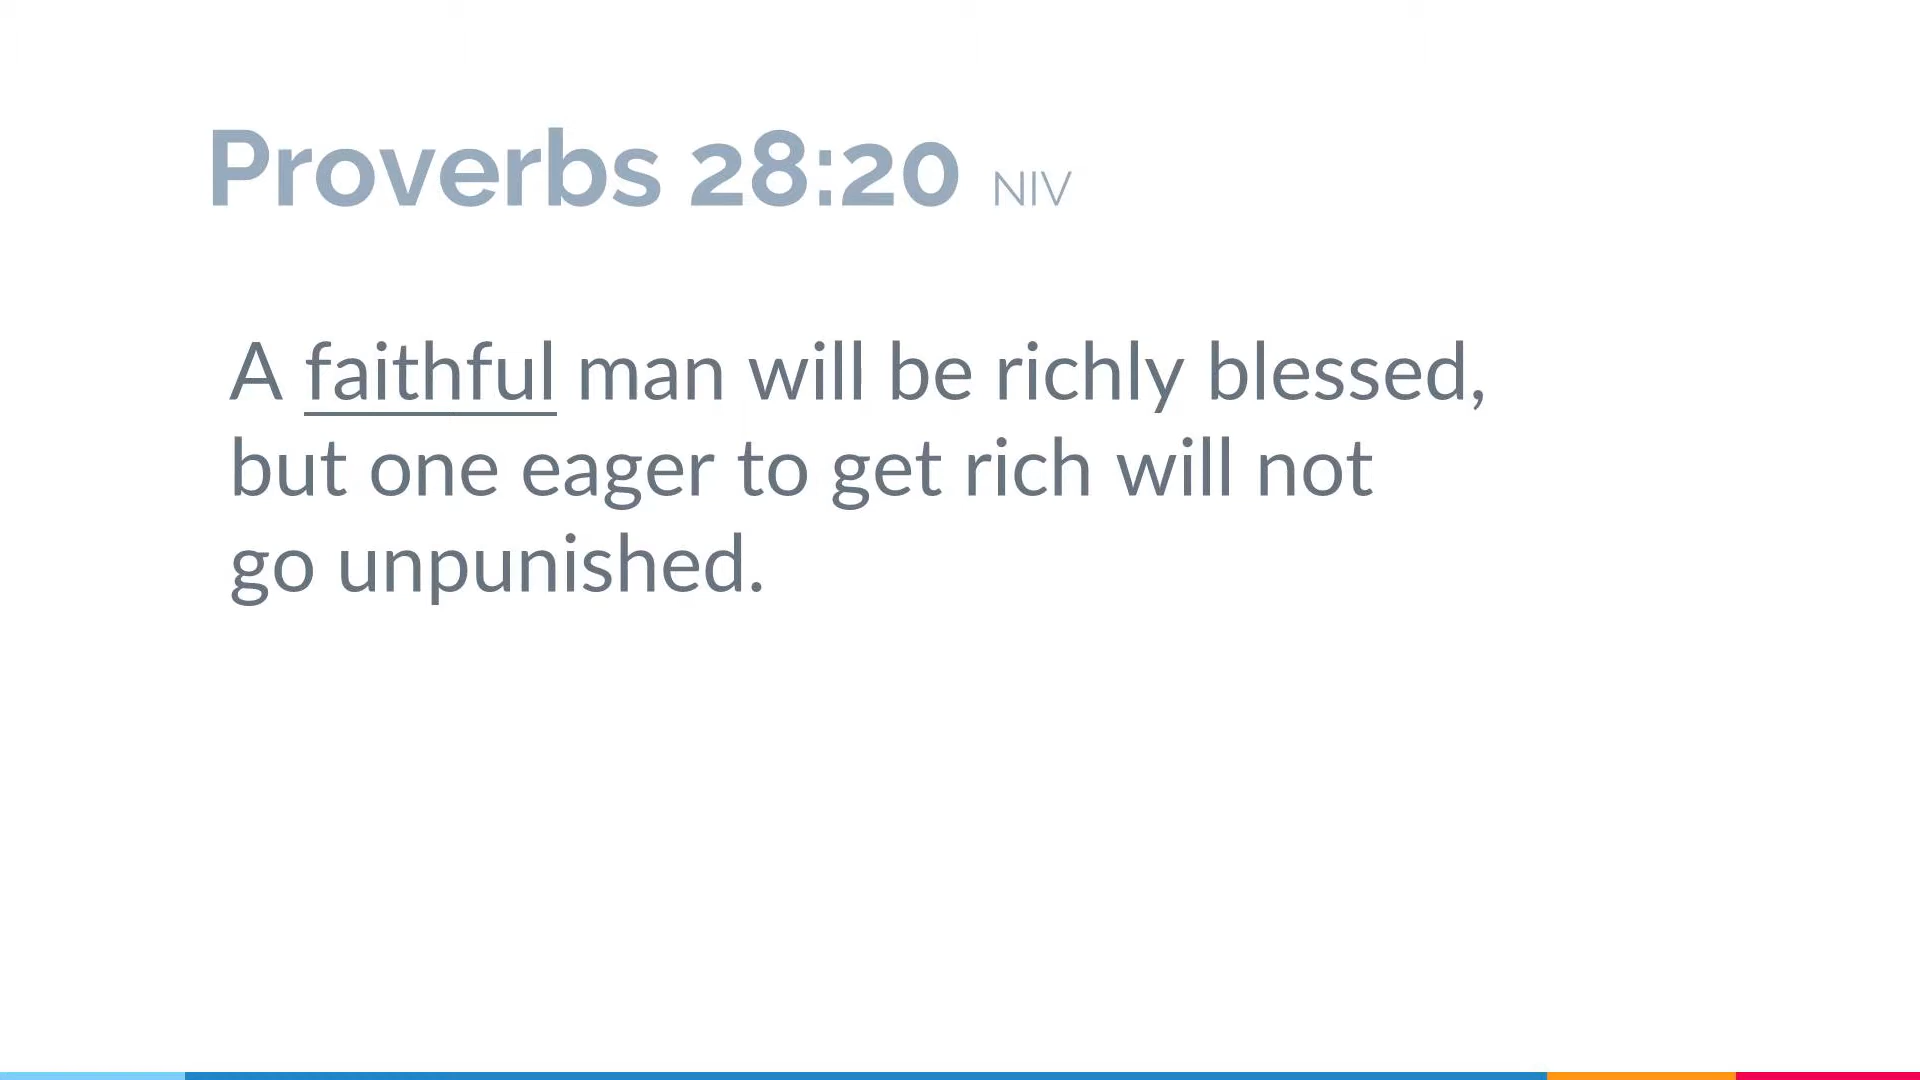 Proverbs 28:20 NIV
A faithful man will be richly blessed,
but one eager to get rich will not
go unpunished.